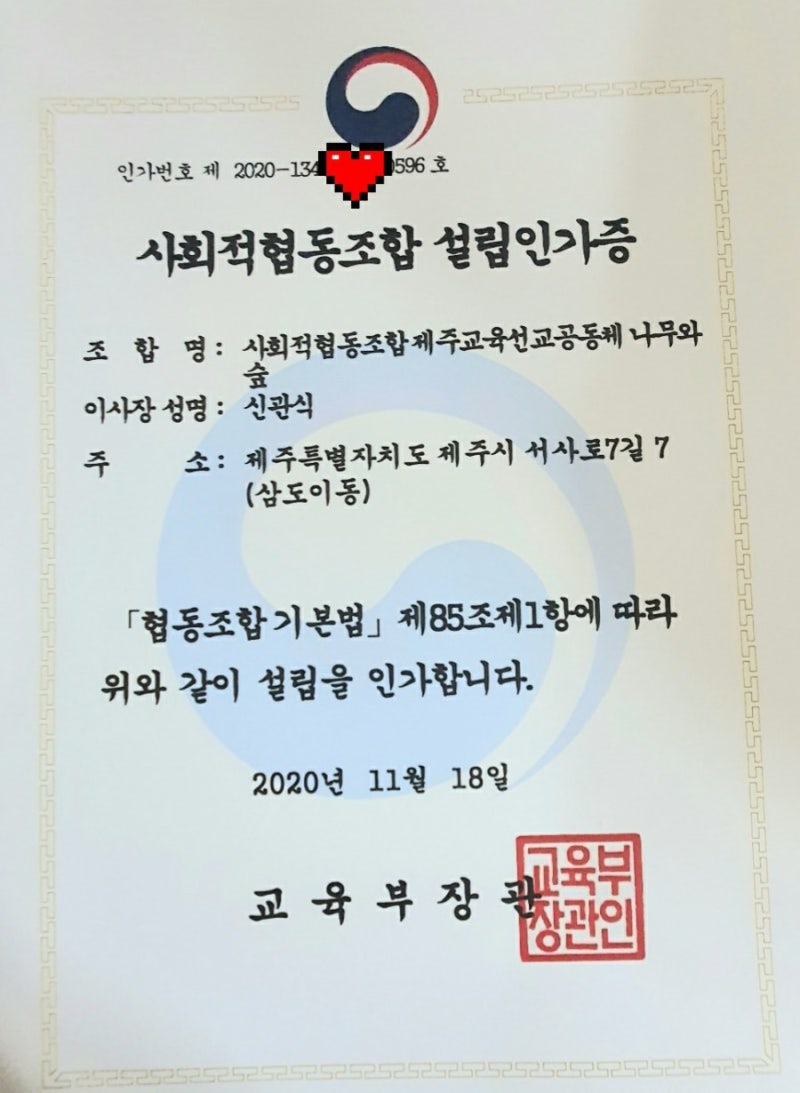 인가번호 제 2020-134 0596 호
사회적협동조합 설립인가증
조 합 명 : 사회적협동조합제주교육선교공동체 나무와
숲
이사장 성명 : 신관식
주 소 : 제주특별자치도 제주시 서사로7길 7
(삼도이동)
「협동조합기본법」제85조제1항에 따라
위와 같이 설립을 인가합니다.
2020년 11월 18일
교 육 부 장 관
교육부
장관인